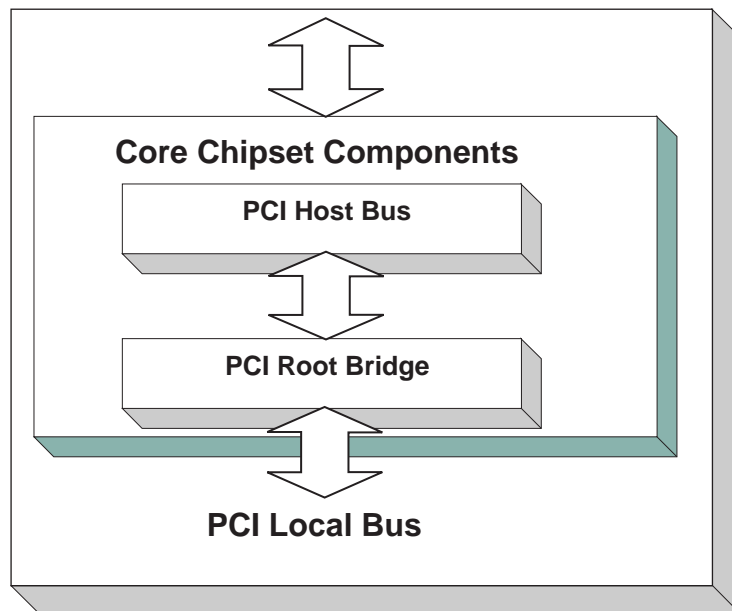 Core Chipset Components
PCI Host Bus
PCI Root Bridge
PCI Local Bus